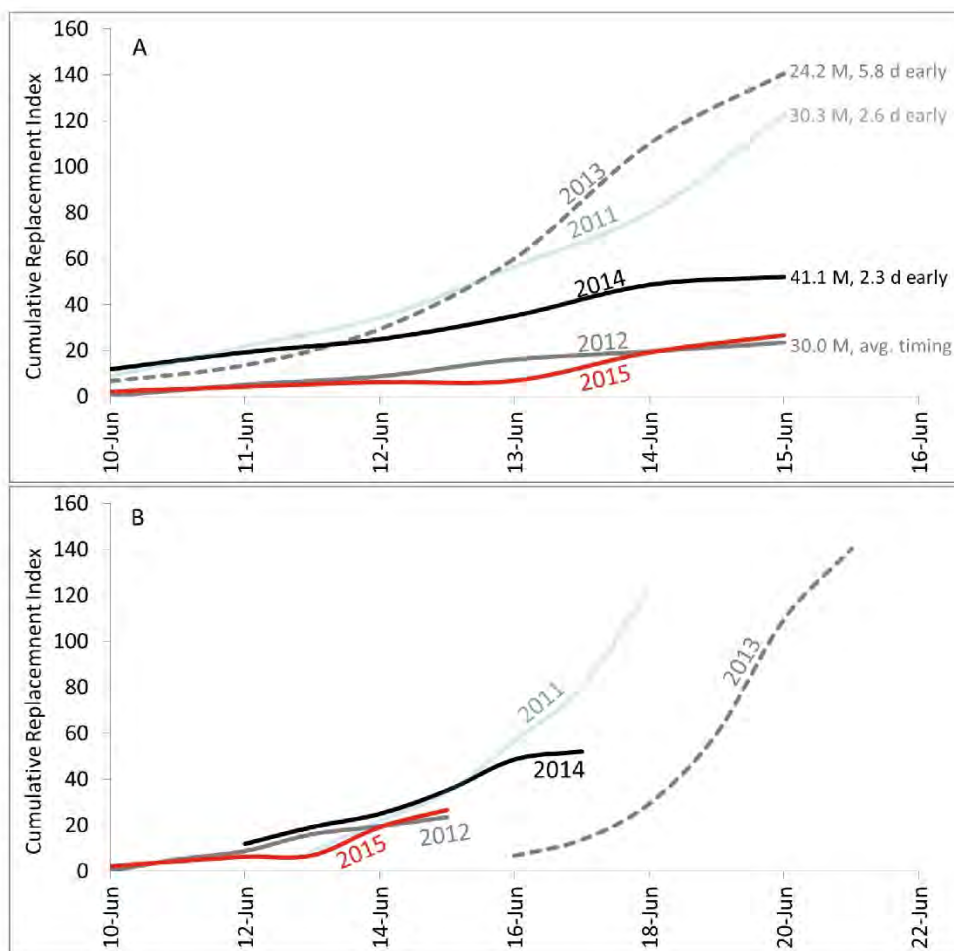 A
160
140
120
100
80
60
40
20
0
Cumulative Replacemnent Index
2013
2011
2014
2012
2015
24.2 M, 5.8 d early
30.3 M, 2.6 d early
41.1 M, 2.3 d early
30.0 M, avg. timing
10-Jun
11-Jun
12-Jun
13-Jun
14-Jun
15-Jun
16-Jun
B
160
140
120
100
80
60
40
20
0
Cumulative Replacemnent Index
2013
2011
2014
2012
2015
10-Jun
12-Jun
14-Jun
16-Jun
18-Jun
20-Jun
22-Jun